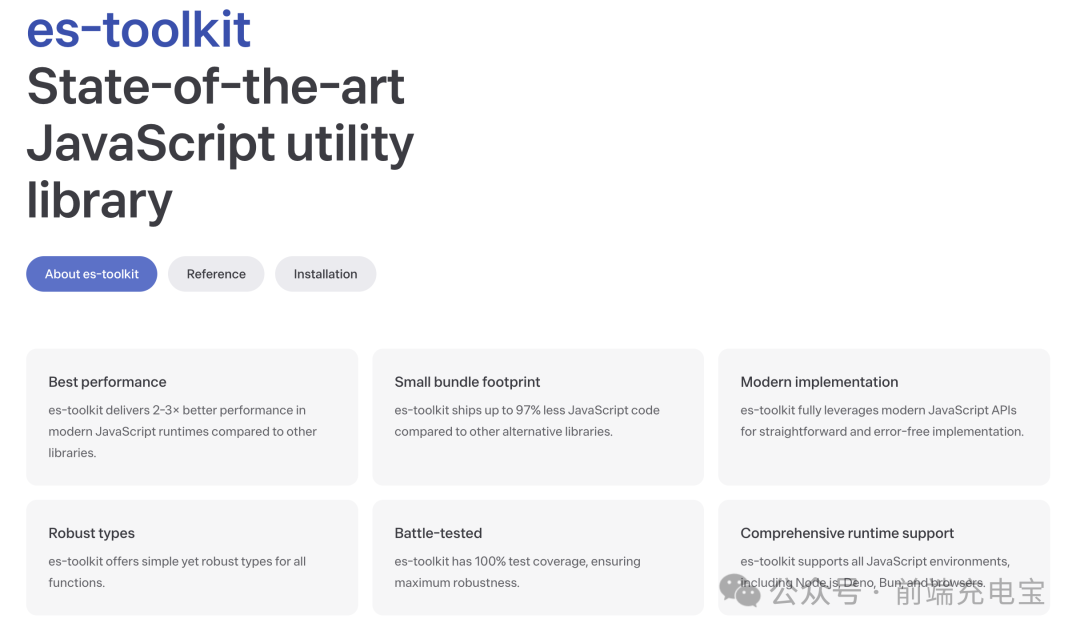 es-toolkit
State-of-the-art
JavaScript utility
library
About es-toolkit
Reference
Installation
Best performance
es-toolkit delivers 2-3× better performance in
modern JavaScript runtimes compared to other
libraries.
Small bundle footprint
es-toolkit ships up to 97% less JavaScript code
compared to other alternative libraries.
Modern implementation
es-toolkit fully leverages modern JavaScript APIs
for straightforward and error-free implementation.
Robust types
es-toolkit offers simple yet robust types for all
functions.
Battle-tested
es-toolkit has 100% test coverage, ensuring
maximum robustness.
Comprehensive runtime support
es-toolkit supports all JavaScript environments,
including Node.js, Deno, Bun, and browsers.
公众号 · 前端充电宝